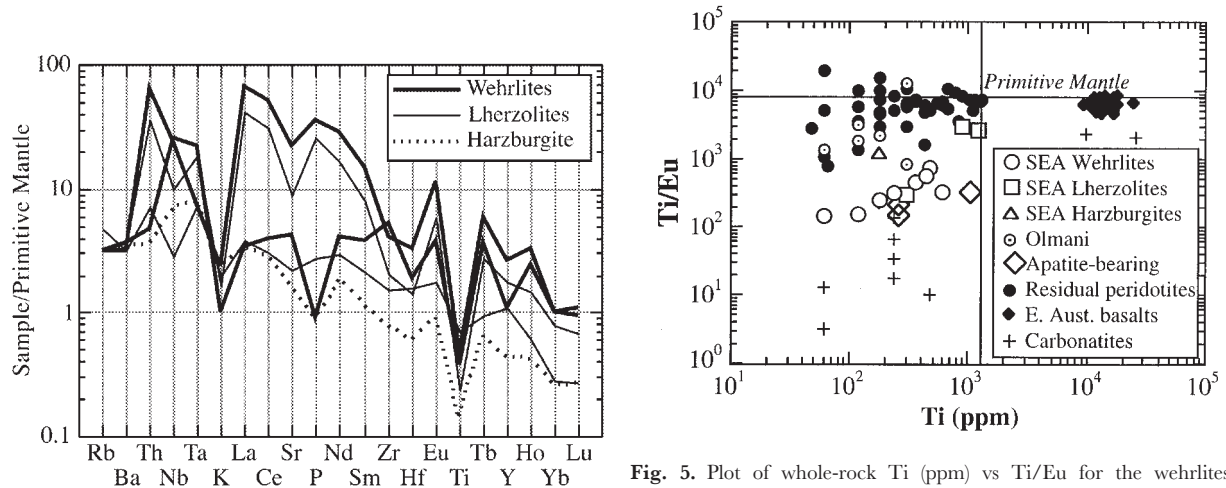 100
10
1
0.1
Sample/Primitive Mantle
Wehrlites
Lherzolites
Harzburgite
Rb Th Ta La Sr Nd Zr Eu Tb Ho Lu
Ba Nb K Ce P Sm Hf Ti Y Yb
10^5
10^4
10^3
10^2
10^1
10^0
Ti/Eu
Primitive Mantle
SEA Wehrlites
SEA Lherzolites
SEA Harzburgites
Olmani
Apatite-bearing
Residual peridotites
E. Aust. basalts
Carbonatites
10^1 10^2 10^3 10^4 10^5
Ti (ppm)
Fig. 5. Plot of whole-rock Ti (ppm) vs Ti/Eu for the wehrlites